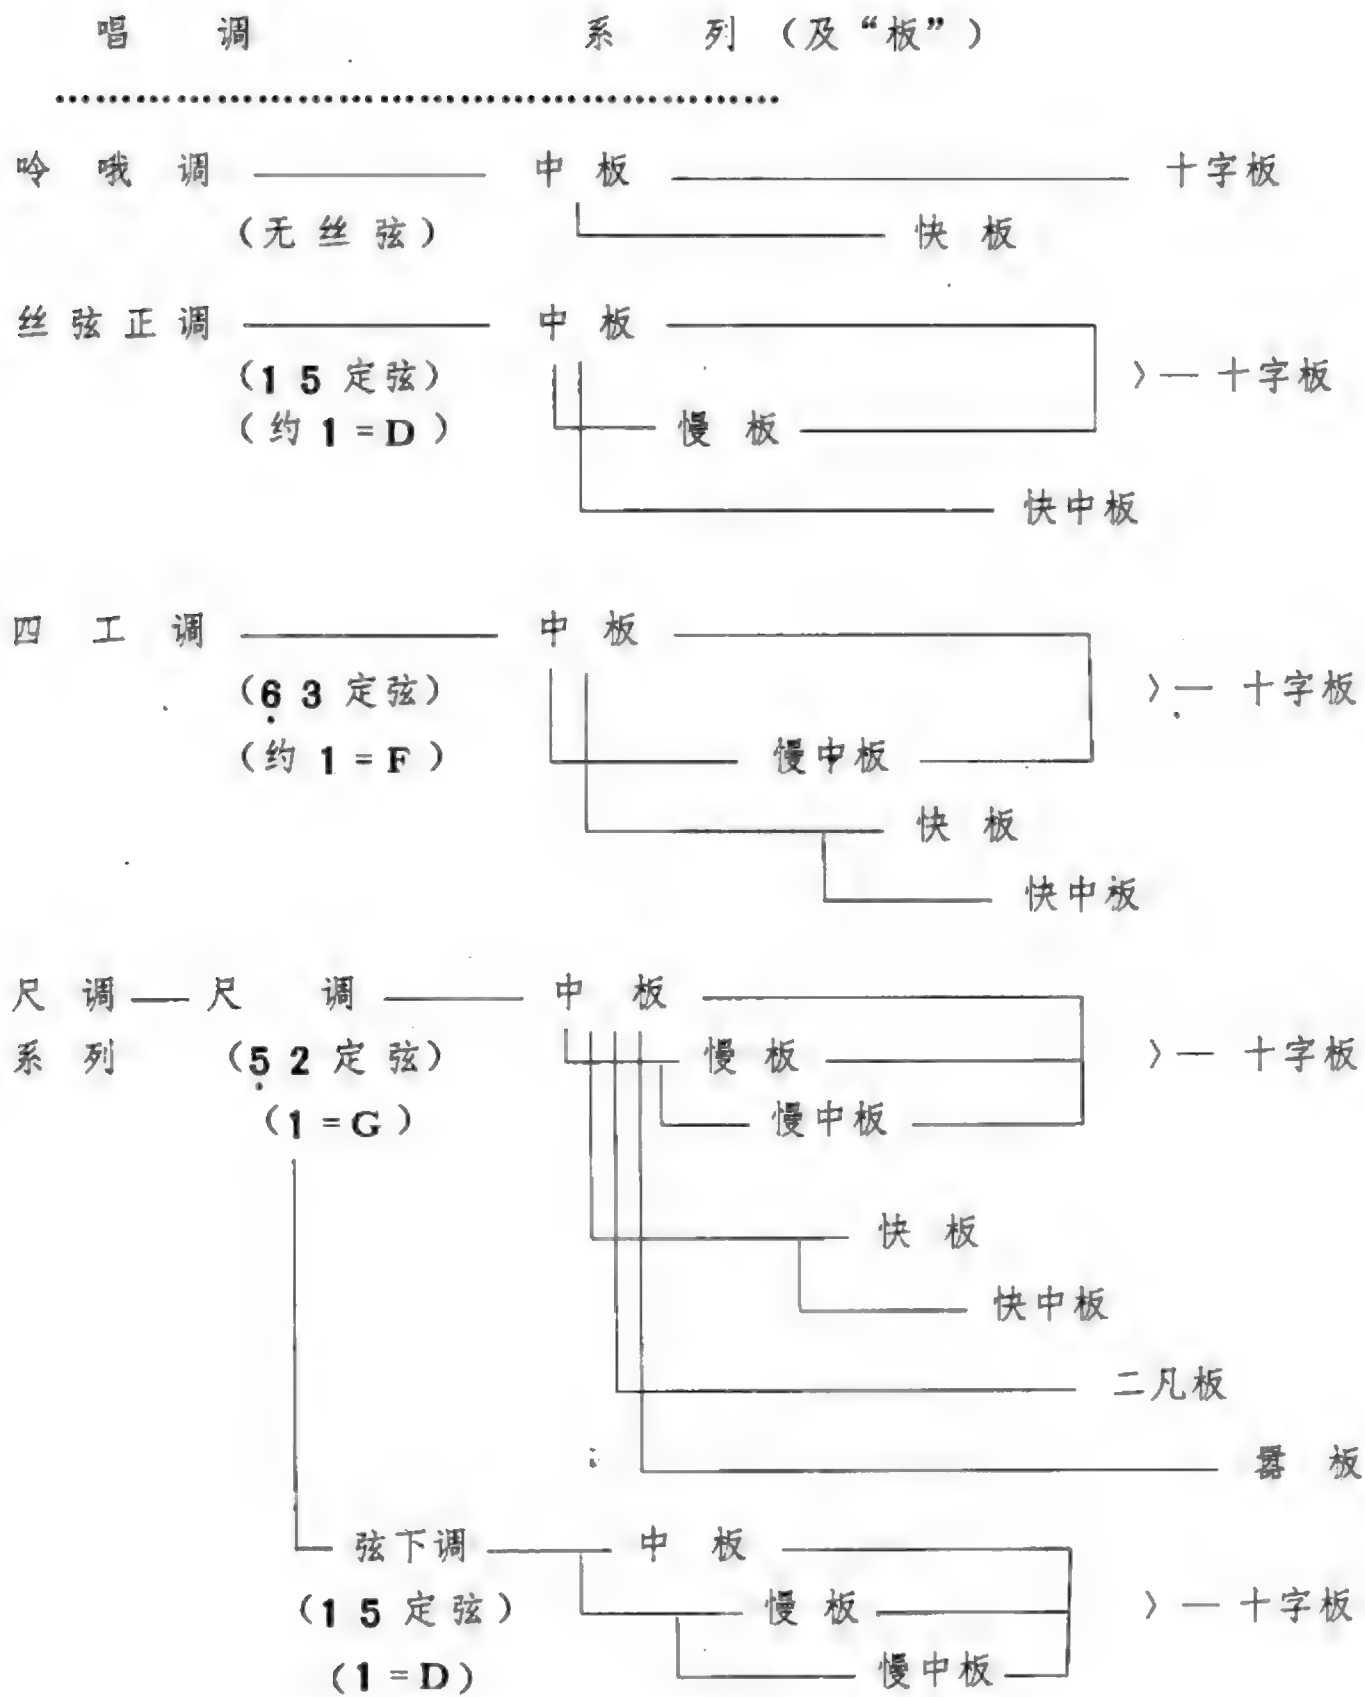 唱 调 系 列 （及“板”）
呤 哦 调 中 板 十字板
（无 丝 弦） 快 板
丝 弦 正 调 中 板
（1 5 定弦） 十字板
（约 1 = D ） 慢 板
快中板
四 工 调 中 板
（6̣ 3 定弦） 十字板
（约 1 = F ） 慢中板
快 板
快中板
尺 调 尺 调 中 板
系 列 （5̣ 2 定 弦） 慢 板 十字板
（1 = G ） 慢中板
快 板
快中板
二凡板
嚣 板
弦下调 中 板
（1 5 定 弦） 慢 板 十字板
（1 = D） 慢中板